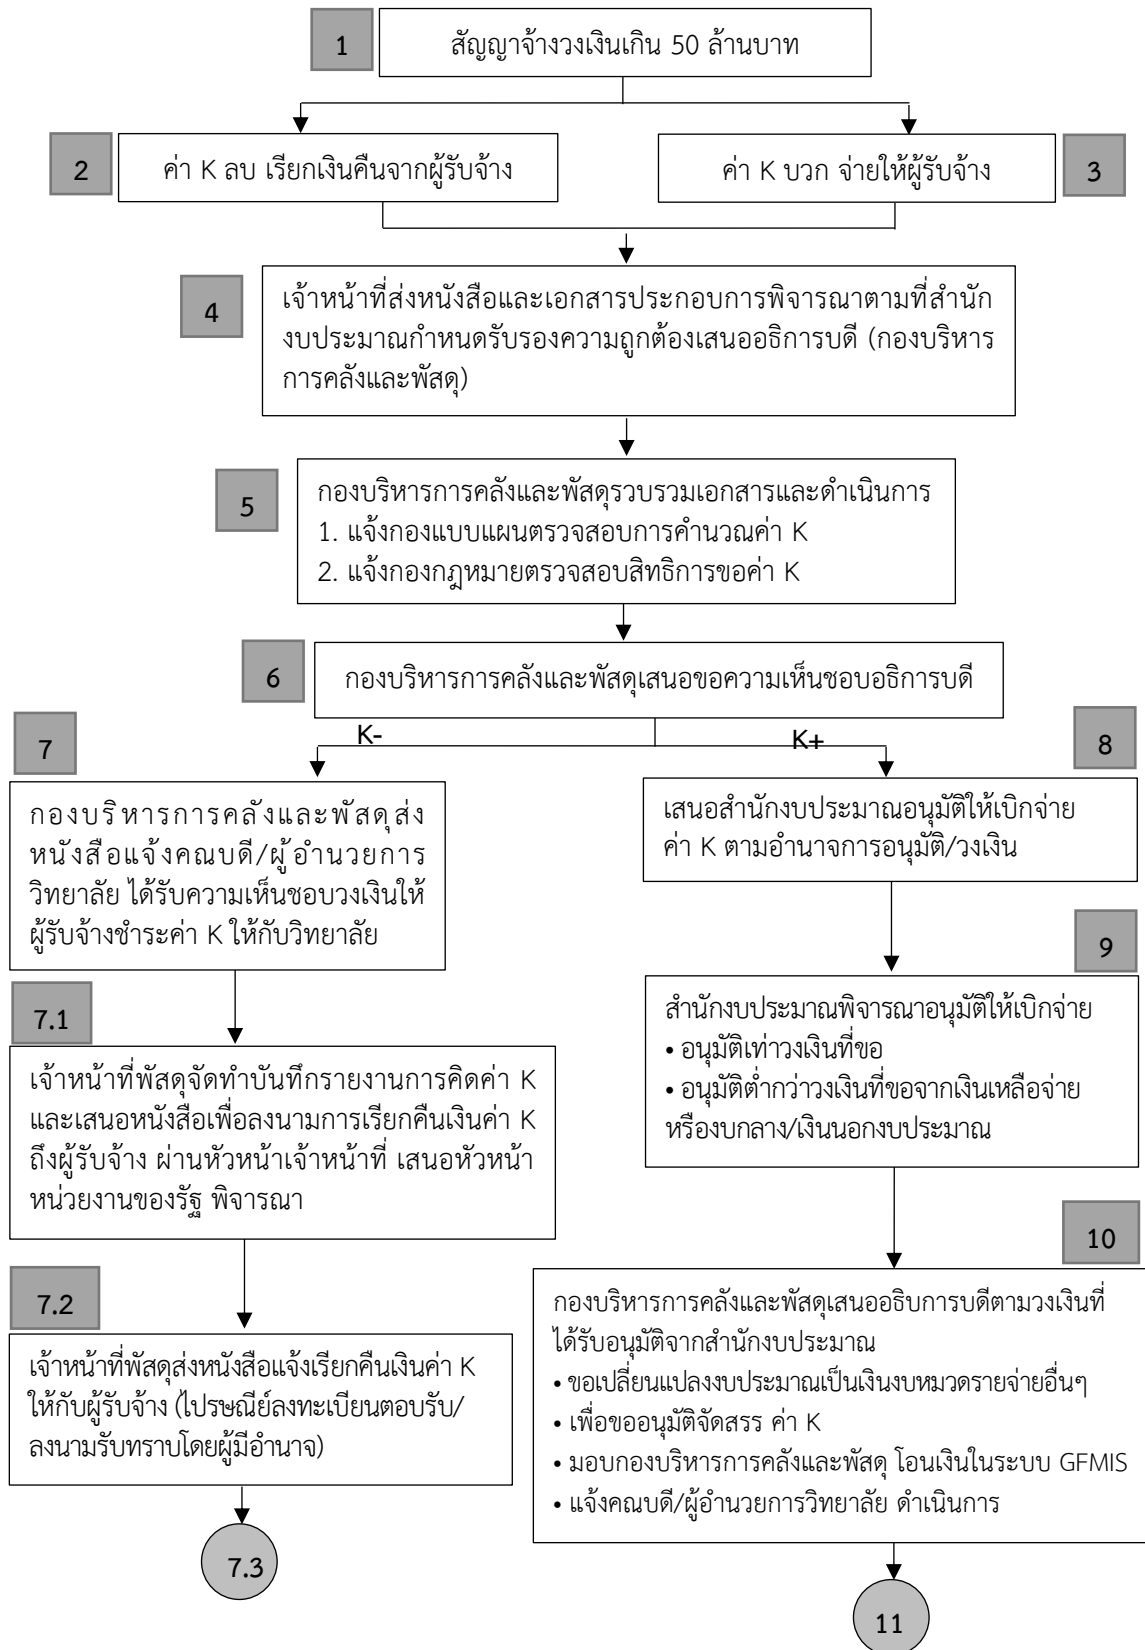 1
สัญญาจ้างวงเงินเกิน 50 ล้านบาท
2
ค่า K ลบ เรียกเงินคืนจากผู้รับจ้าง
ค่า K บวก จ่ายให้ผู้รับจ้าง
3
4
เจ้าหน้าที่ส่งหนังสือและเอกสารประกอบการพิจารณาตามที่สำนัก
งบประมาณกำหนดรับรองความถูกต้องเสนออธิการบดี (กองบริหาร
การคลังและพัสดุ)
5
กองบริหารการคลังและพัสดุรวบรวมเอกสารและดำเนินการ
1. แจ้งกองแบบแผนตรวจสอบการคำนวณค่า K
2. แจ้งกองกฎหมายตรวจสอบสิทธิการขอค่า K
6
กองบริหารการคลังและพัสดุเสนอขอความเห็นชอบอธิการบดี
K-
K+
7
กองบริหารการคลังและพัสดุส่ง
หนังสือแจ้งคณบดี/ผู้อำนวยการ
วิทยาลัย ได้รับความเห็นชอบวงเงินให้
ผู้รับจ้างชำระค่า K ให้กับวิทยาลัย
7.1
เจ้าหน้าที่พัสดุจัดทำบันทึกรายงานการคิดค่า K
และเสนอหนังสือเพื่อลงนามการเรียกคืนเงินค่า K
ถึงผู้รับจ้าง ผ่านหัวหน้าเจ้าหน้าที่ เสนอหัวหน้า
หน่วยงานของรัฐ พิจารณา
7.2
เจ้าหน้าที่พัสดุส่งหนังสือแจ้งเรียกคืนเงินค่า K
ให้กับผู้รับจ้าง (ไปรษณีย์ลงทะเบียนตอบรับ/
ลงนามรับทราบโดยผู้มีอำนาจ)
7.3
8
เสนอสำนักงบประมาณอนุมัติให้เบิกจ่าย
ค่า K ตามอำนาจการอนุมัติ/วงเงิน
9
สำนักงบประมาณพิจารณาอนุมัติให้เบิกจ่าย
• อนุมัติเท่าวงเงินที่ขอ
• อนุมัติต่ำกว่าวงเงินที่ขอจากเงินเหลือจ่าย
หรืองบกลาง/เงินนอกงบประมาณ
10
กองบริหารการคลังและพัสดุเสนออธิบการบดีตามวงเงินที่
ได้รับอนุมัติจากสำนักงบประมาณ
• ขอเปลี่ยนแปลงงบประมาณเป็นเงินงบหมวดรายจ่ายอื่นๆ
• เพื่อขออนุมัติจัดสรร ค่า K
• มอบกองบริหารการคลังและพัสดุ โอนเงินในระบบ GFMIS
• แจ้งคณบดี/ผู้อำนวยการวิทยาลัย ดำเนินการ
11